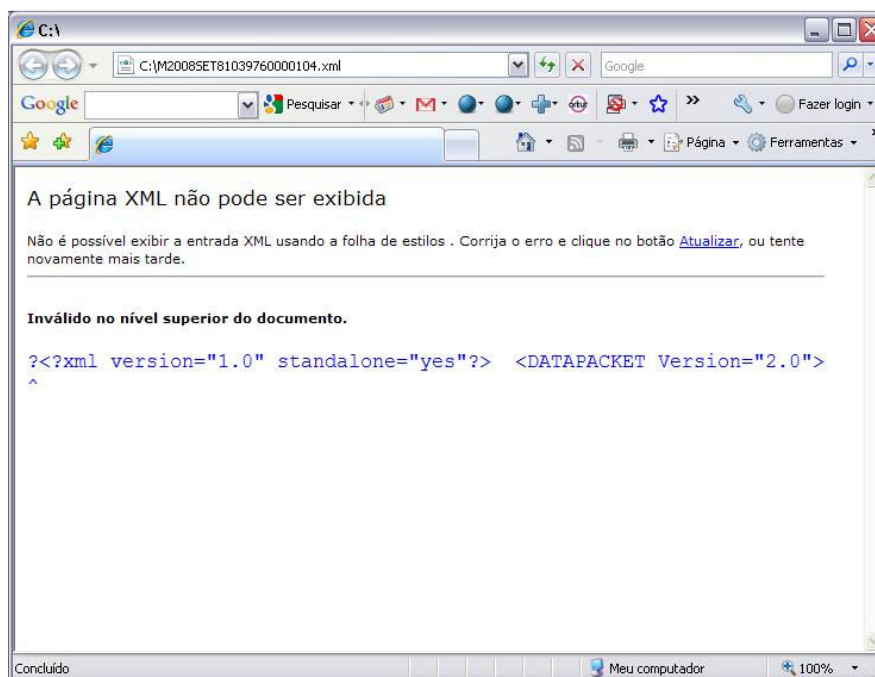 C:\
C:\M2008SET81039760000104.xml
Google
Google
Pesquisar
Fazer login
Página
Ferramentas
A página XML não pode ser exibida
Não é possível exibir a entrada XML usando a folha de estilos . Corrija o erro e clique no botão Atualizar, ou tente
novamente mais tarde.
Inválido no nível superior do documento.
?<?xml version="1.0" standalone="yes"?>  <DATAPACKET Version="2.0">
^
Concluído
Meu computador
100%